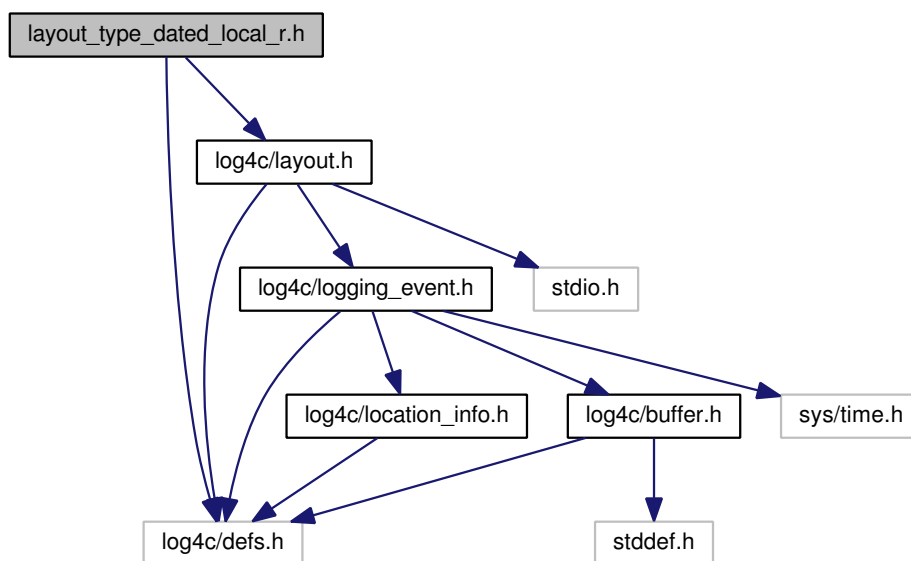 layout_type_dated_local_r.h
log4c/layout.h
log4c/logging_event.h
stdio.h
log4c/location_info.h
log4c/buffer.h
sys/time.h
log4c/defs.h
stddef.h